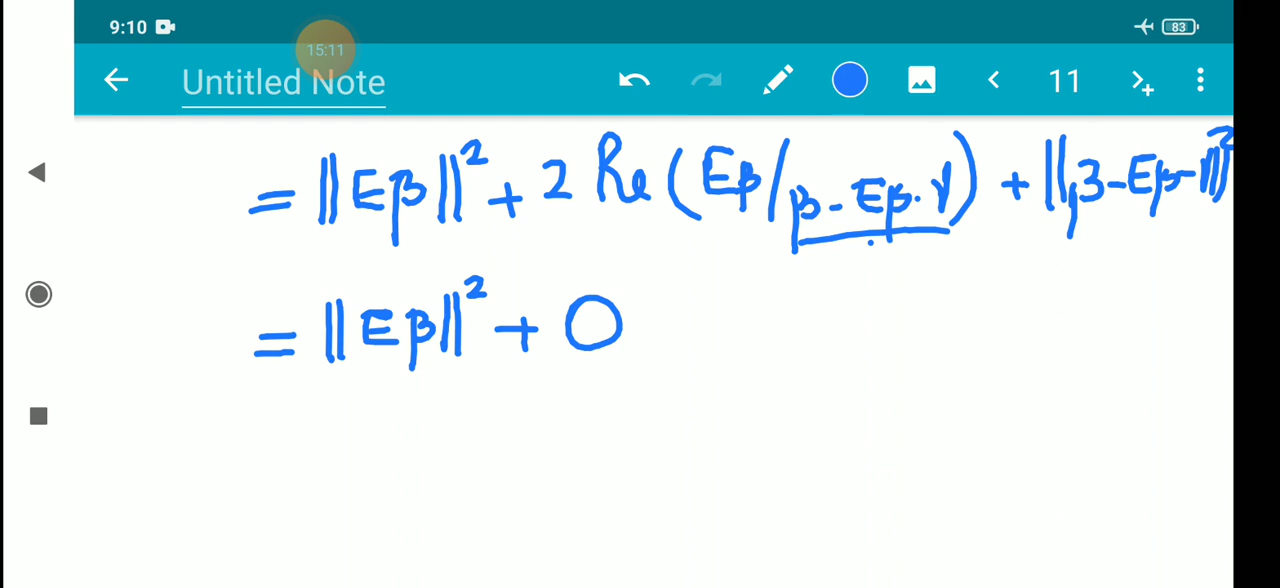 9:10 83
15:11
Untitled Note 11
= ||Eβ||² + 2 Re(Eβ/β - Eβ - γ) + ||β - Eβ - γ||²
= ||Eβ||² + 0